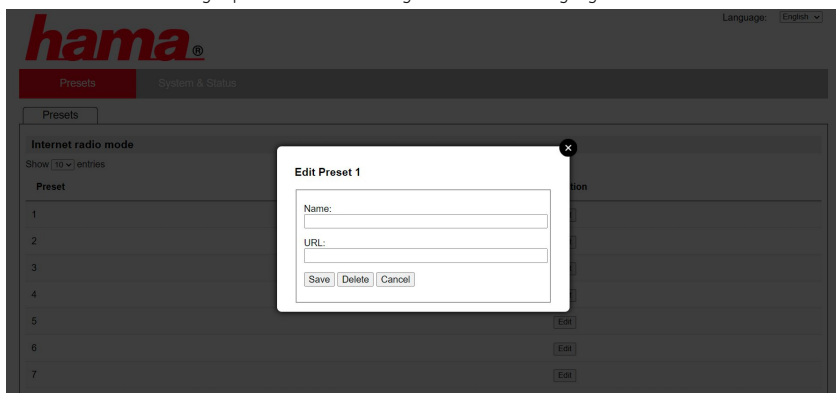 Language: English
hama®
Presets System & Status
Presets
Internet radio mode
Show 10 entries
Edit Preset 1
Preset
Name:
1
URL:
2
3
Save Delete Cancel
4
5 Edit
6 Edit
7 Edit